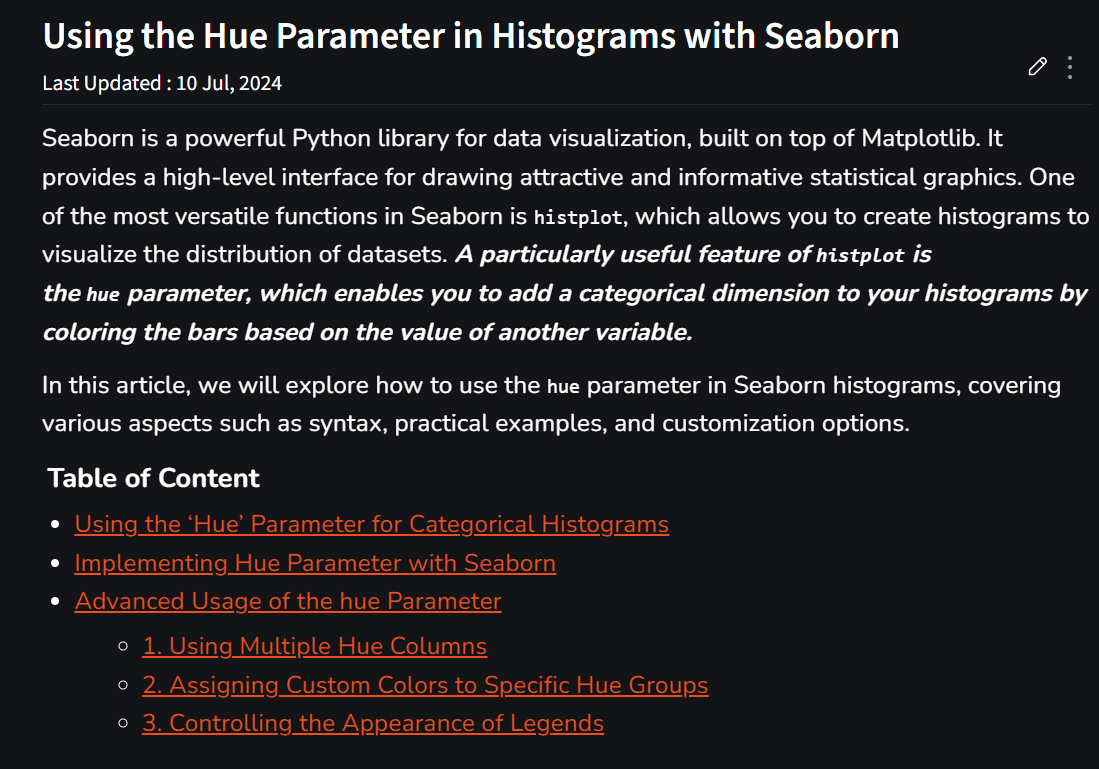 Using the Hue Parameter in Histograms with Seaborn
Last Updated : 10 Jul, 2024
Seaborn is a powerful Python library for data visualization, built on top of Matplotlib. It
provides a high-level interface for drawing attractive and informative statistical graphics. One
of the most versatile functions in Seaborn is histplot, which allows you to create histograms to
visualize the distribution of datasets. A particularly useful feature of histplot is
the hue parameter, which enables you to add a categorical dimension to your histograms by
coloring the bars based on the value of another variable.
In this article, we will explore how to use the hue parameter in Seaborn histograms, covering
various aspects such as syntax, practical examples, and customization options.
Table of Content
• Using the ‘Hue’ Parameter for Categorical Histograms
• Implementing Hue Parameter with Seaborn
• Advanced Usage of the hue Parameter
◦ 1. Using Multiple Hue Columns
◦ 2. Assigning Custom Colors to Specific Hue Groups
◦ 3. Controlling the Appearance of Legends